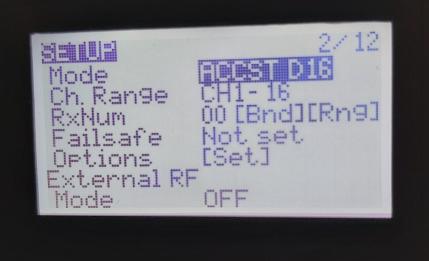 SETUP 2/12
Mode ACCST D16
Ch. Range CH1-16
RxNum 00 [Bnd][Rng]
Failsafe Not set
Options [Set]
External RF
Mode OFF